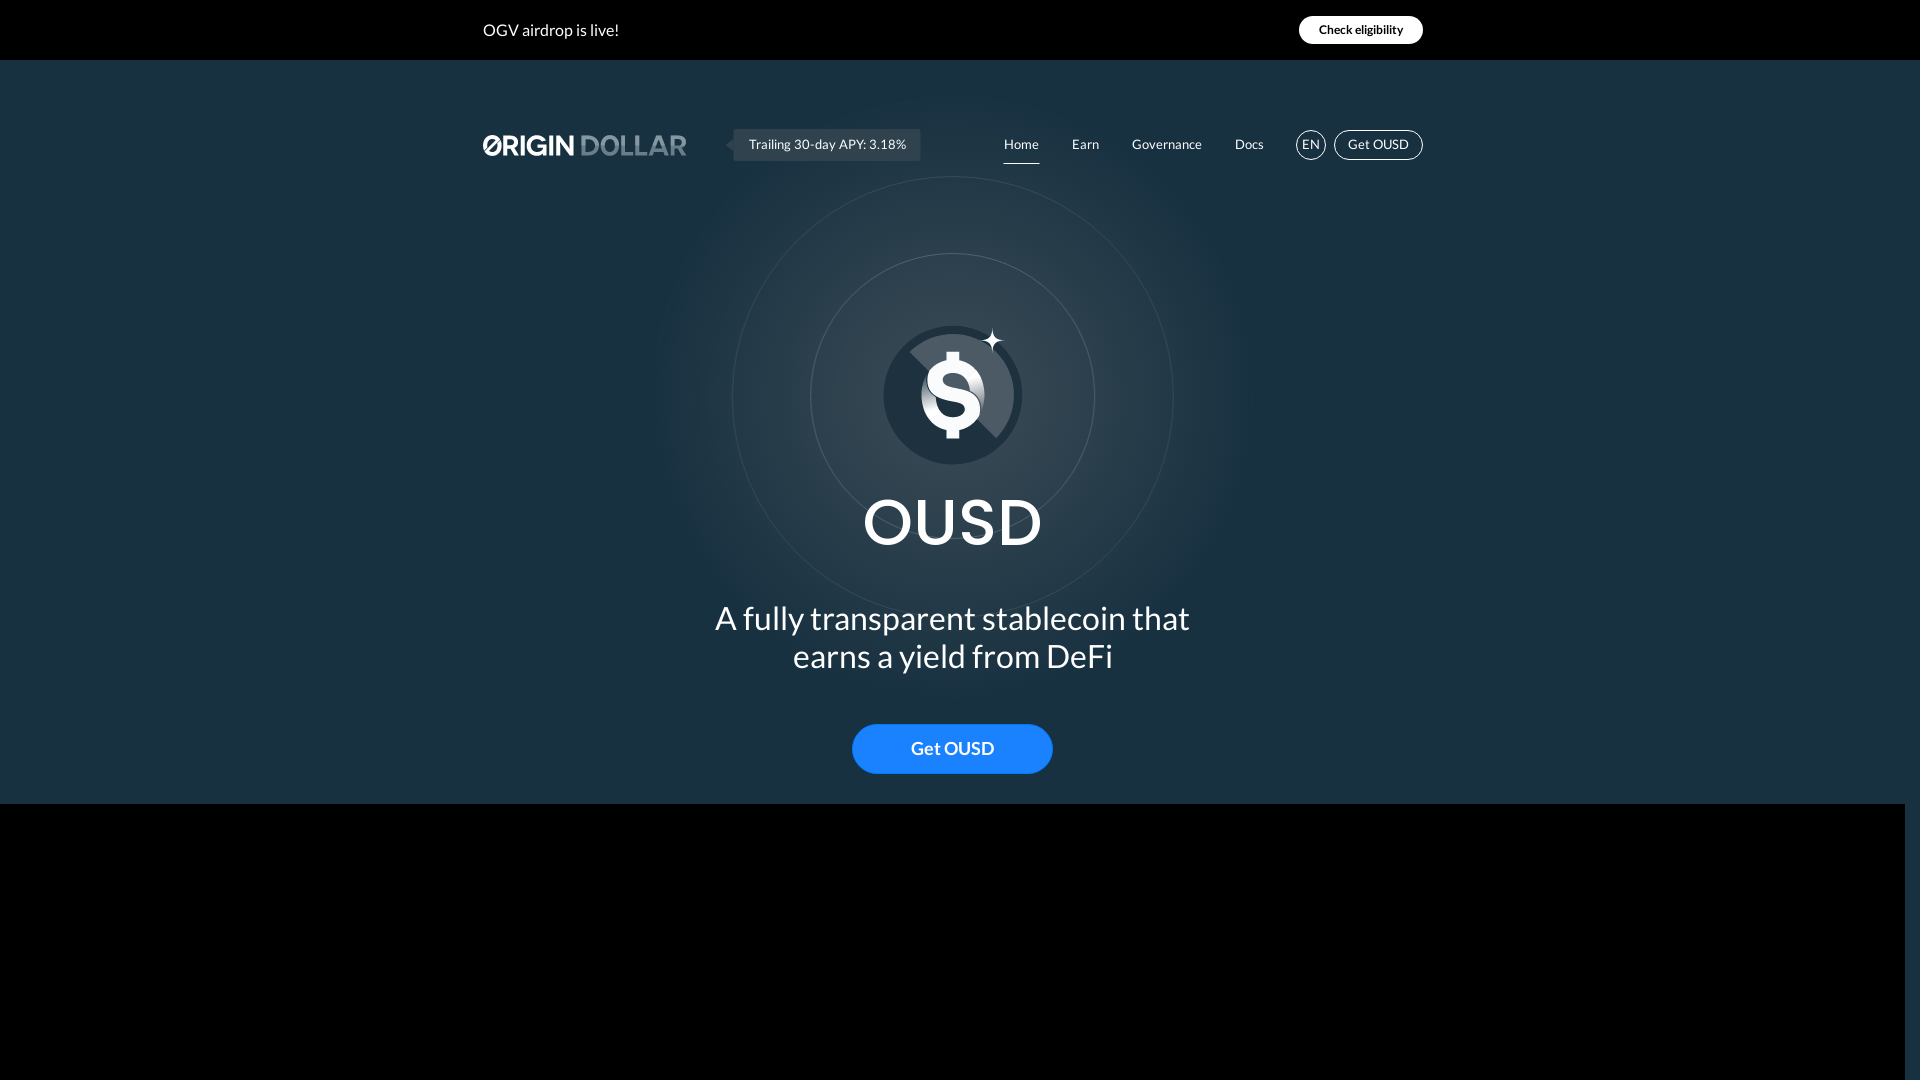 OGV airdrop is live!
Check eligibility
ORIGIN DOLLAR
Trailing 30-day APY: 3.18%
Home
Earn
Governance
Docs
EN
Get OUSD
$
OUSD
A fully transparent stablecoin that
earns a yield from DeFi
Get OUSD